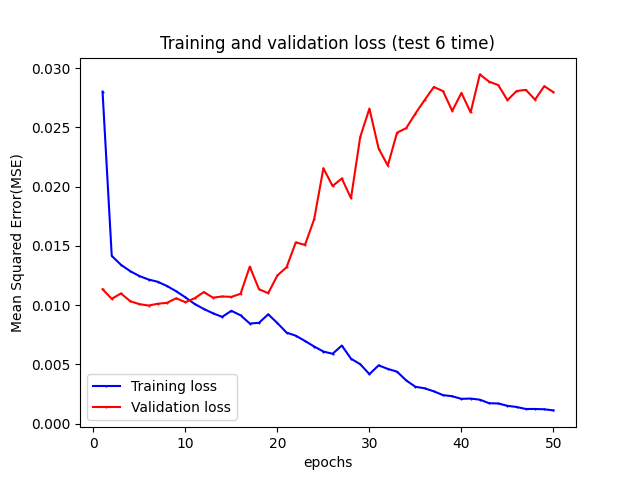 Training and validation loss (test 6 time)
Mean Squared Error(MSE)
0.030
0.025
0.020
0.015
0.010
0.005
0.000
Training loss
Validation loss
0 10 20 30 40 50
epochs